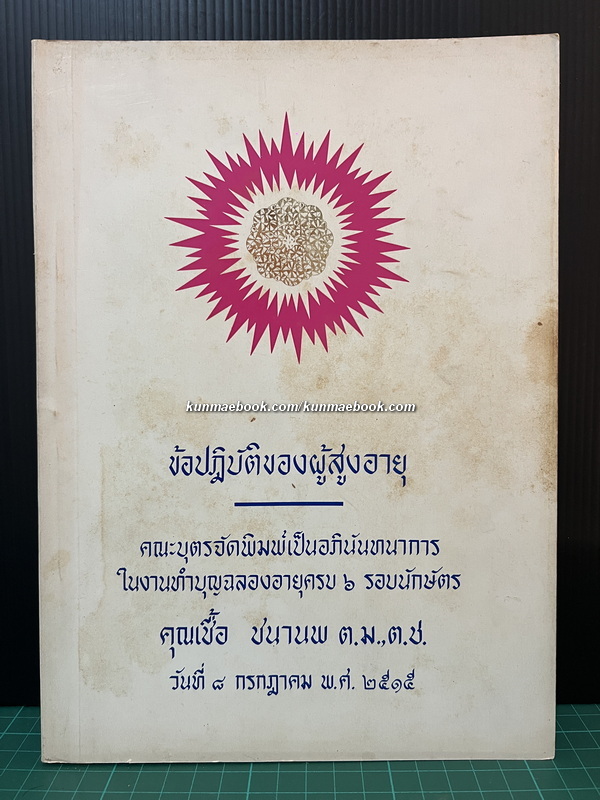 kunmaebook.com/kunmaebook.com
ข้อปฏิบัติของผู้สูงอายุ
คณะบุตรจัดพิมพ์เป็นอภินันทนาการ
ในงานทำบุญฉลองอายุครบ ๖ รอบนักษัตร
คุณเชื้อ ชนานพ ต.ม.,ต.ช.
วันที่ ๘ กรกฎาคม พ.ศ. ๒๕๑๕